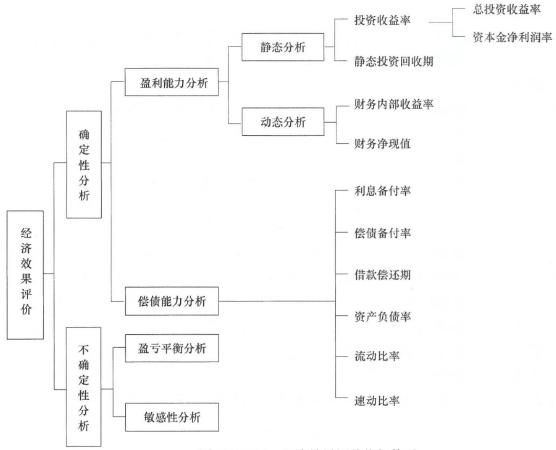 经济效果评价
确定性分析
盈利能力分析
静态分析
投资收益率
总投资收益率
资本金净利润率
静态投资回收期
动态分析
财务内部收益率
财务净现值
偿债能力分析
利息备付率
偿债备付率
借款偿还期
资产负债率
流动比率
速动比率
不确定性分析
盈亏平衡分析
敏感性分析